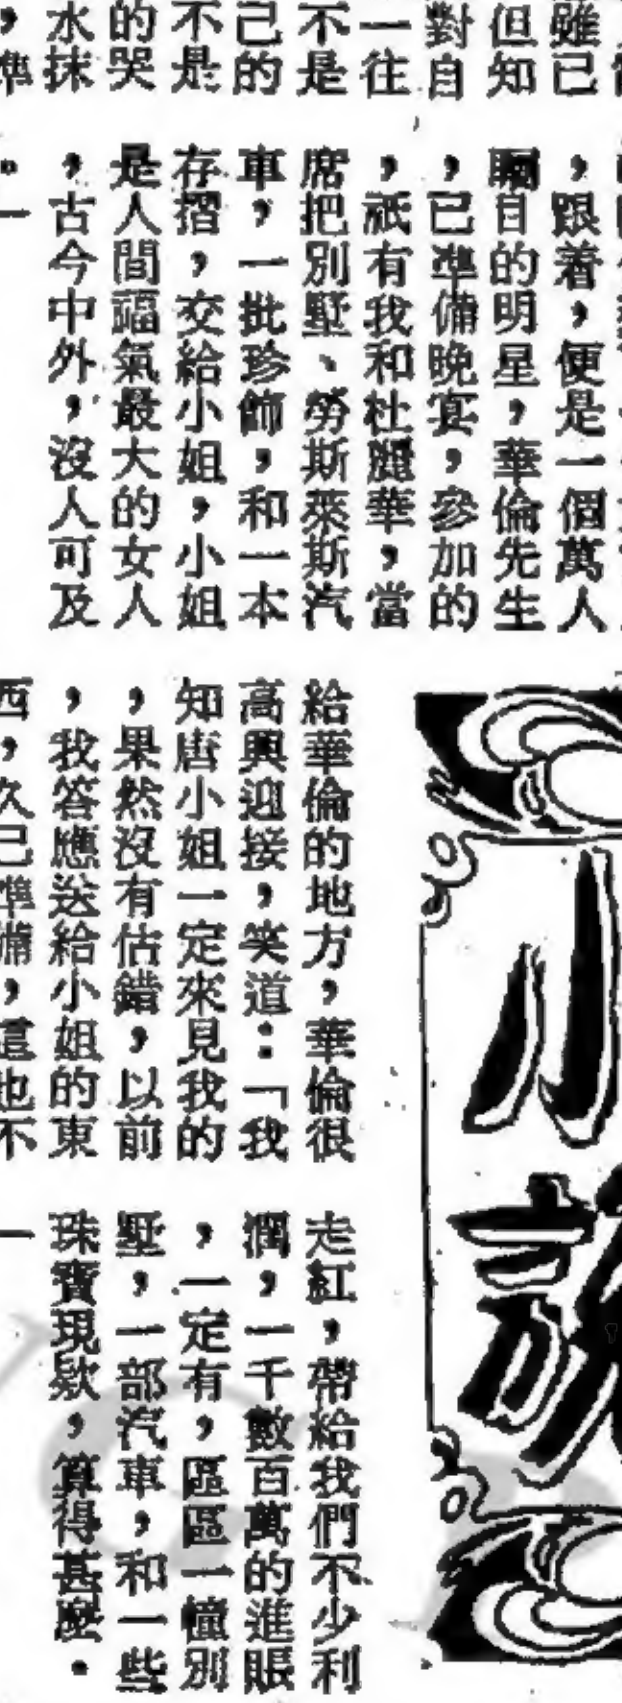 雖已
但知
對自
一往
不是
己的
不是
的哭
水抹
，準
，跟着，便是一個萬人
矚目的明星，華倫先生
，已準備晚宴，參加的
，祇有我和杜麗華，當
席把別墅、勞斯萊斯汽
車，一批珍飾，和一本
存摺，交給小姐，小姐
是人間福氣最大的女人
，古今中外，沒人可及
。一
小說
給華倫的地方，華倫很
高興迎接，笑道：「我
知唐小姐一定來見我的
，果然沒有估錯，以前
，我答應送給小姐的東
西，久已準備，這也不
走紅，帶給我們不少利
潤，一千數百萬的進賬
，一定有，區區一幢別
墅，一部汽車，和一些
珠寶現欵，算得甚麼。
一